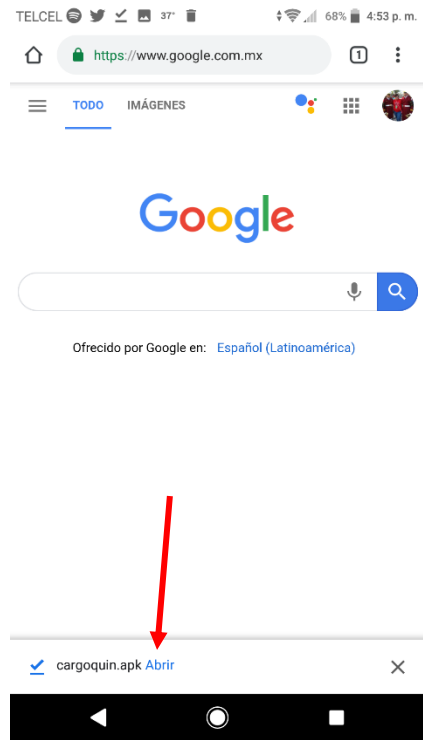 TELCEL 37° 68% 4:53 p. m.
https://www.google.com.mx 1
TODO IMÁGENES
Google
Ofrecido por Google en: Español (Latinoamérica)
cargoquin.apk Abrir